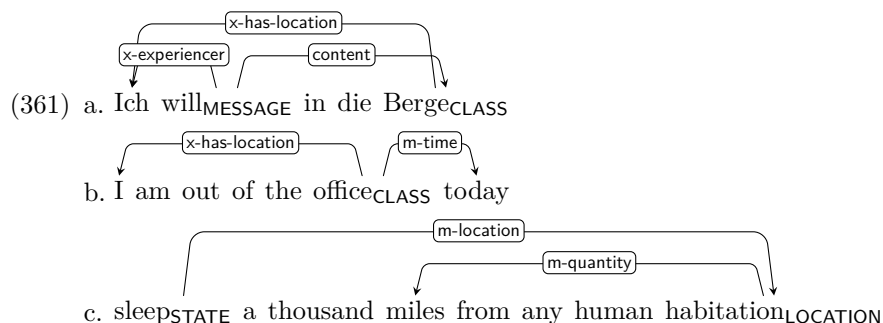 x-has-location
x-experiencer content
(361) a. Ich willMESSAGE in die BergeCLASS
x-has-location m-time
b. I am out of the officeCLASS today
m-location
m-quantity
c. sleepSTATE a thousand miles from any human habitationLOCATION